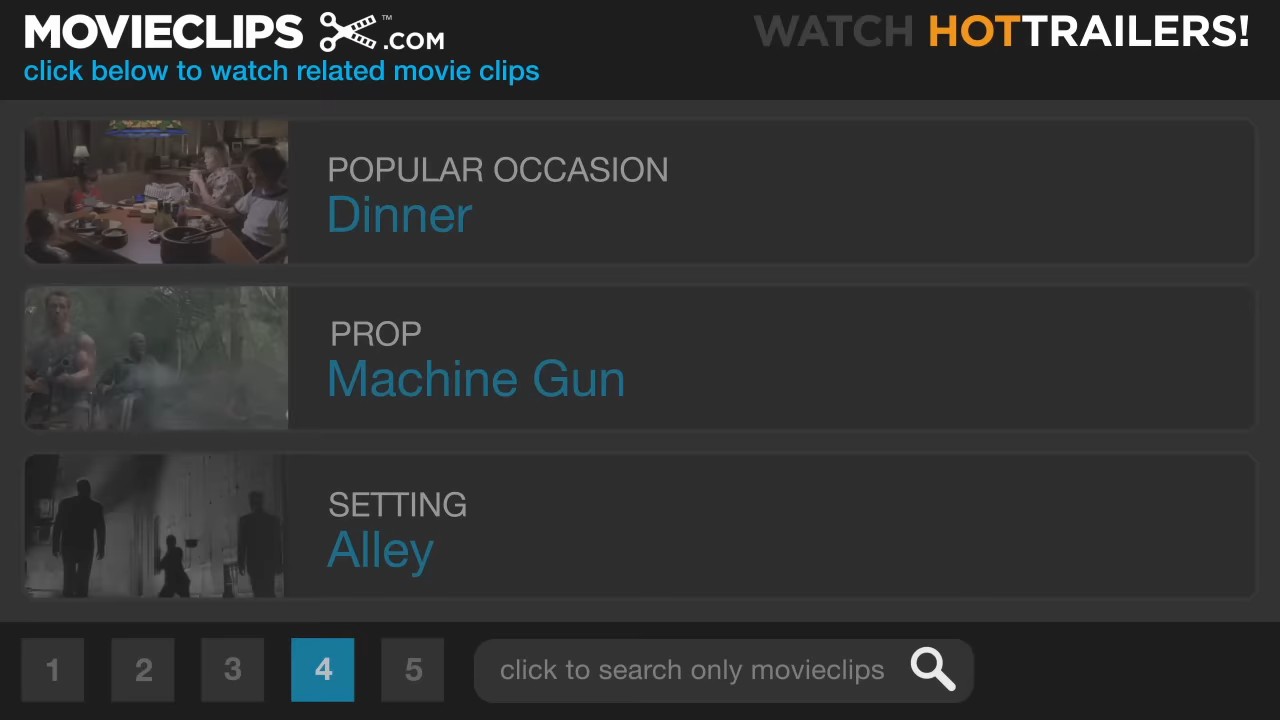 MOVIECLIPS ™ .COM
WATCH HOTTRAILERS!
click below to watch related movie clips
POPULAR OCCASION
Dinner
PROP
Machine Gun
SETTING
Alley
1 2 3 4 5 click to search only movieclips